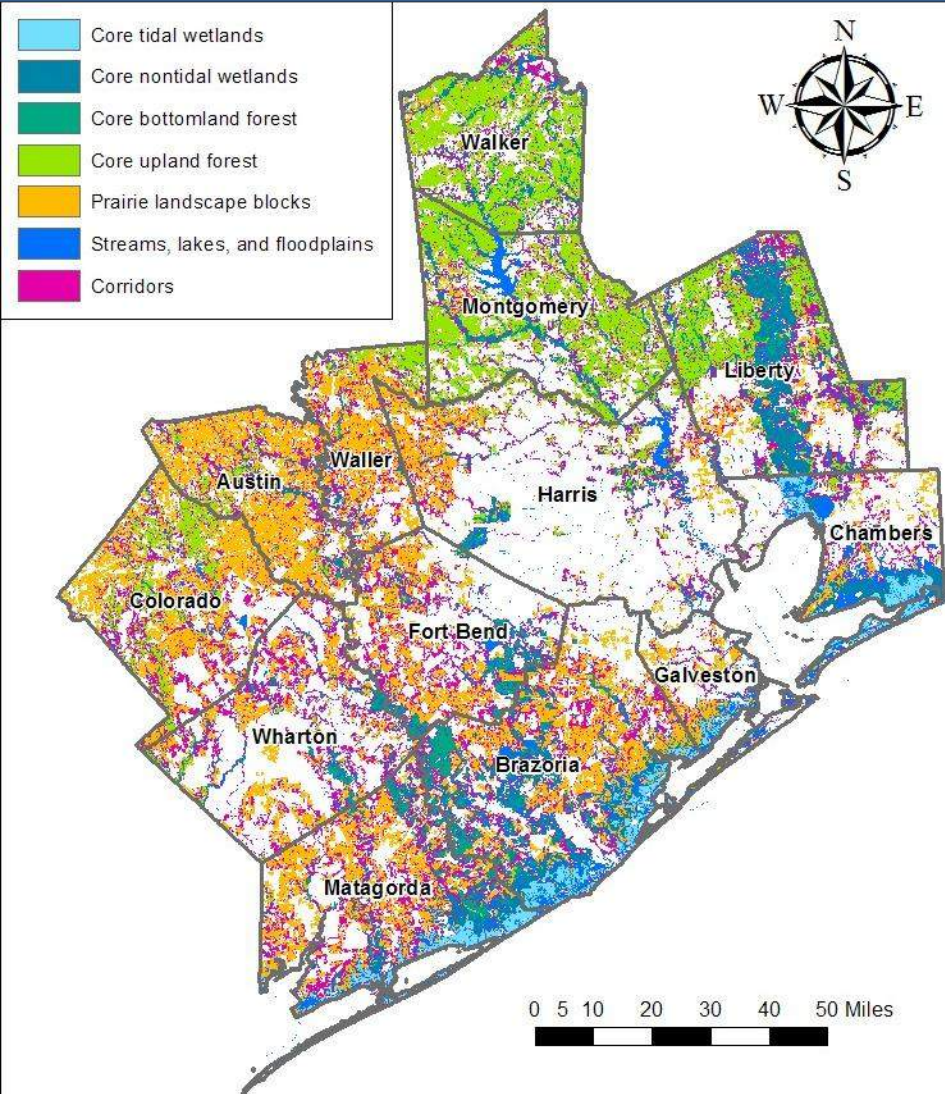 Core tidal wetlands
Core nontidal wetlands
Core bottomland forest
Core upland forest
Prairie landscape blocks
Streams, lakes, and floodplains
Corridors
N
W E
S
Walker
Montgomery
Liberty
Waller
Austin
Harris
Chambers
Colorado
Fort Bend
Galveston
Wharton
Brazoria
Matagorda
0 5 10 20 30 40 50 Miles